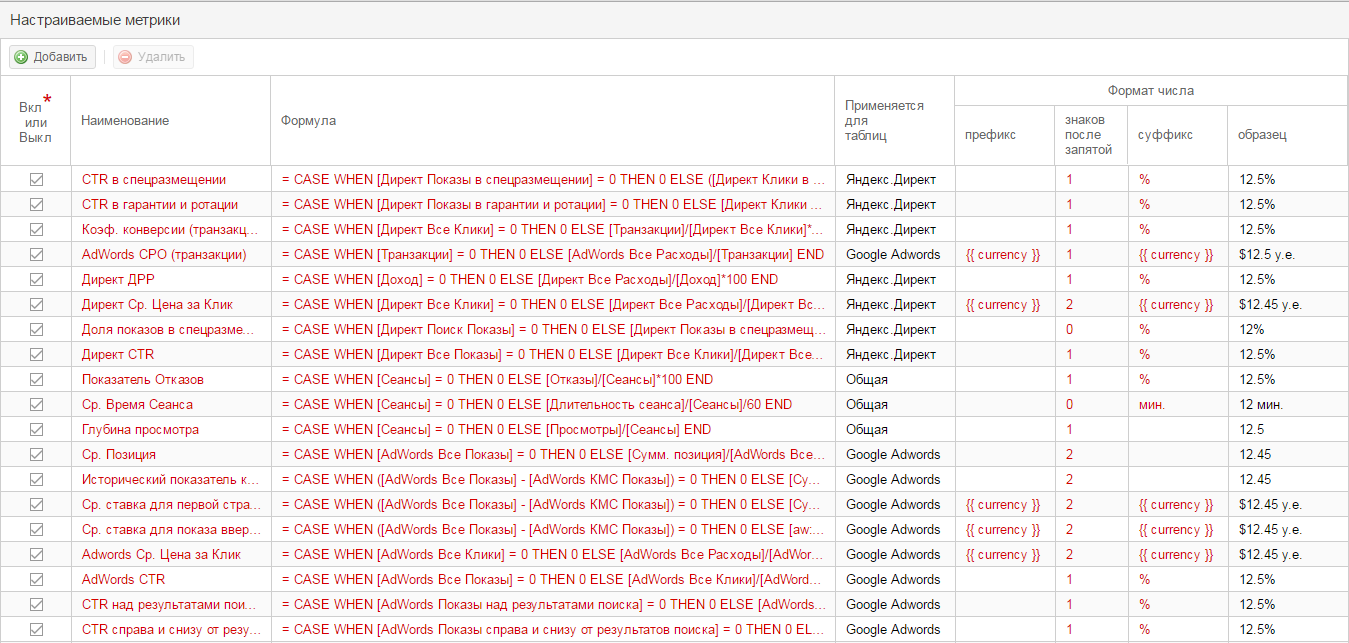 Настраиваемые метрики
Добавить Удалить
Вкл* или Выкл Наименование Формула Применяется для таблиц Формат числа
префикс знаков после запятой суффикс образец
CTR в спецразмещении = CASE WHEN [Директ Показы в спецразмещении] = 0 THEN 0 ELSE ([Директ Клики в ... Яндекс.Директ 1 % 12.5%
CTR в гарантии и ротации = CASE WHEN [Директ Показы в гарантии и ротации] = 0 THEN 0 ELSE [Директ Клики ... Яндекс.Директ 1 % 12.5%
Коэф. конверсии (транзакц... = CASE WHEN [Директ Все Клики] = 0 THEN 0 ELSE [Транзакции]/[Директ Все Клики]*... Яндекс.Директ 1 % 12.5%
AdWords CPO (транзакции) = CASE WHEN [Транзакции] = 0 THEN 0 ELSE [AdWords Все Расходы]/[Транзакции] END Google Adwords {{ currency }} 1 {{ currency }} $12.5 у.е.
Директ ДРР = CASE WHEN [Доход] = 0 THEN 0 ELSE [Директ Все Расходы]/[Доход]*100 END Яндекс.Директ 1 % 12.5%
Директ Ср. Цена за Клик = CASE WHEN [Директ Все Клики] = 0 THEN 0 ELSE [Директ Все Расходы]/[Директ Вс... Яндекс.Директ {{ currency }} 2 {{ currency }} $12.45 у.е.
Доля показов в спецразме... = CASE WHEN [Директ Поиск Показы] = 0 THEN 0 ELSE [Директ Показы в спецразмещ... Яндекс.Директ 0 % 12%
Директ CTR = CASE WHEN [Директ Все Показы] = 0 THEN 0 ELSE [Директ Все Клики]/[Директ Все... Яндекс.Директ 1 % 12.5%
Показатель Отказов = CASE WHEN [Сеансы] = 0 THEN 0 ELSE [Отказы]/[Сеансы]*100 END Общая 1 % 12.5%
Ср. Время Сеанса = CASE WHEN [Сеансы] = 0 THEN 0 ELSE [Длительность сеанса]/[Сеансы]/60 END Общая 0 мин. 12 мин.
Глубина просмотра = CASE WHEN [Сеансы] = 0 THEN 0 ELSE [Просмотры]/[Сеансы] END Общая 1 12.5
Ср. Позиция = CASE WHEN [AdWords Все Показы] = 0 THEN 0 ELSE [Сумм. позиция]/[AdWords Все... Google Adwords 2 12.45
Исторический показатель к... = CASE WHEN ([AdWords Все Показы] - [AdWords КМС Показы]) = 0 THEN 0 ELSE [Су... Google Adwords 2 12.45
Ср. ставка для первой стра... = CASE WHEN ([AdWords Все Показы] - [AdWords КМС Показы]) = 0 THEN 0 ELSE [Су... Google Adwords {{ currency }} 2 {{ currency }} $12.45 у.е.
Ср. ставка для показа ввер... = CASE WHEN ([AdWords Все Показы] - [AdWords КМС Показы]) = 0 THEN 0 ELSE [aw:... Google Adwords {{ currency }} 2 {{ currency }} $12.45 у.е.
Adwords Ср. Цена за Клик = CASE WHEN [AdWords Все Клики] = 0 THEN 0 ELSE [AdWords Все Расходы]/[AdWor... Google Adwords {{ currency }} 2 {{ currency }} $12.45 у.е.
AdWords CTR = CASE WHEN [AdWords Все Показы] = 0 THEN 0 ELSE [AdWords Все Клики]/[AdWord... Google Adwords 1 % 12.5%
CTR над результатами пои... = CASE WHEN [AdWords Показы над результатами поиска] = 0 THEN 0 ELSE [AdWords... Google Adwords 1 % 12.5%
CTR справа и снизу от резу... = CASE WHEN [AdWords Показы справа и снизу от результатов поиска] = 0 THEN 0 EL... Google Adwords 1 % 12.5%